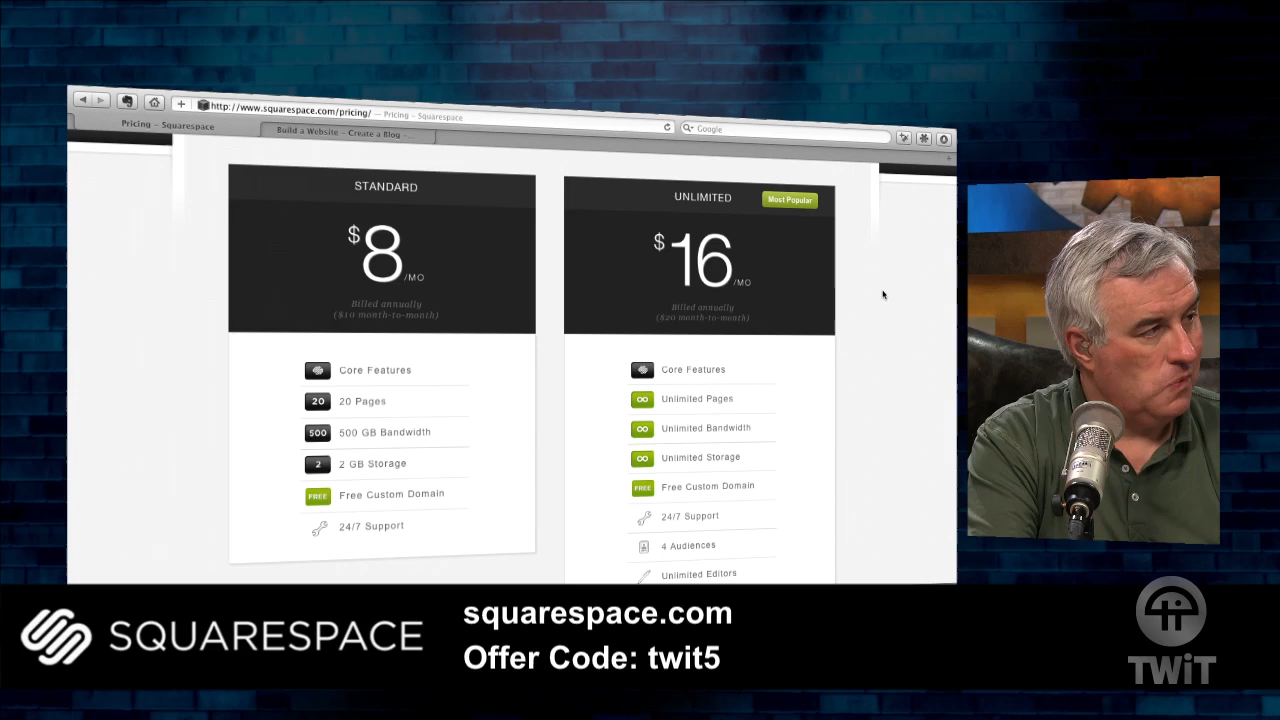 http://www.squarespace.com/pricing/ — Pricing – Squarespace
Google
Pricing – Squarespace
Build a Website – Create a Blog – ...
STANDARD
$8/MO
Billed annually
($10 month-to-month)
Core Features
20 20 Pages
500 500 GB Bandwidth
2 2 GB Storage
FREE Free Custom Domain
24/7 Support
UNLIMITED Most Popular
$16/MO
Billed annually
($20 month-to-month)
Core Features
∞ Unlimited Pages
∞ Unlimited Bandwidth
∞ Unlimited Storage
FREE Free Custom Domain
24/7 Support
4 Audiences
Unlimited Editors
SQUARESPACE
squarespace.com
Offer Code: twit5
TWiT